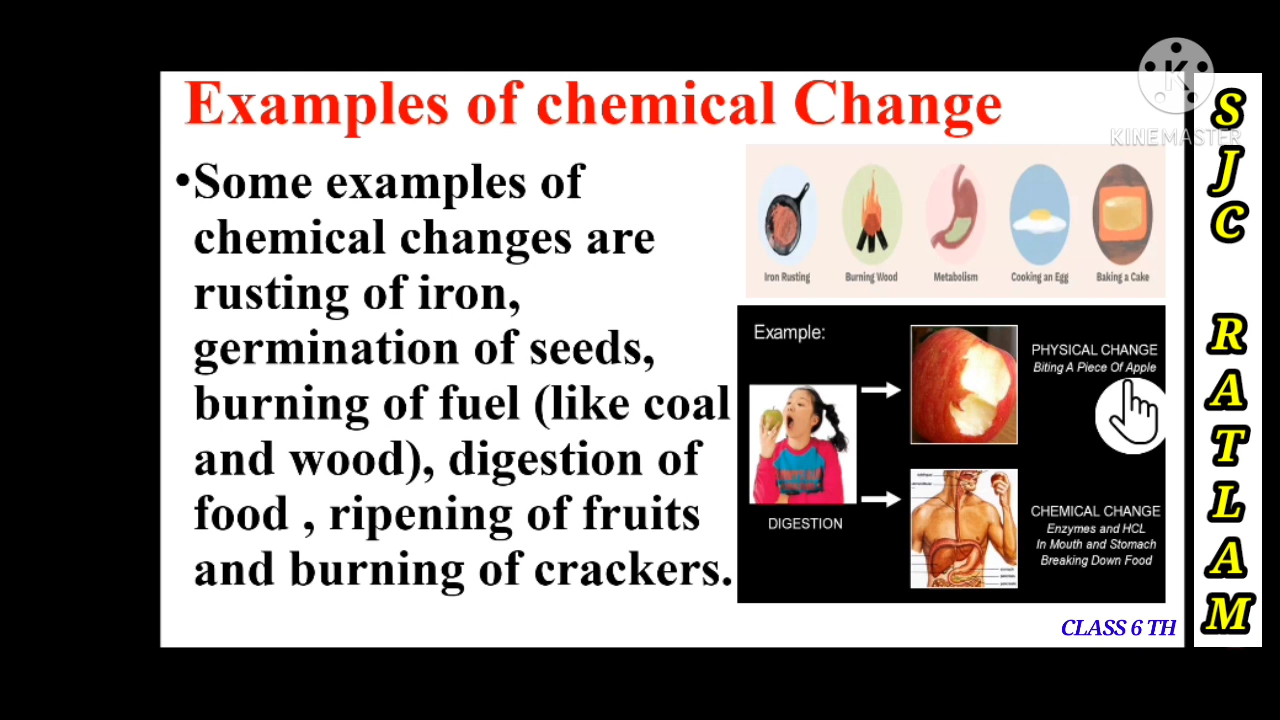 Examples of chemical Change
•Some examples of
chemical changes are
rusting of iron,
germination of seeds,
burning of fuel (like coal
and wood), digestion of
food , ripening of fruits
and burning of crackers.
Iron Rusting
Burning Wood
Metabolism
Cooking an Egg
Baking a Cake
Example:
DIGESTION
PHYSICAL CHANGE
Biting A Piece Of Apple
CHEMICAL CHANGE
Enzymes and HCL
In Mouth and Stomach
Breaking Down Food
CLASS 6 TH
K
KINEMASTER
SJC
RATLAM